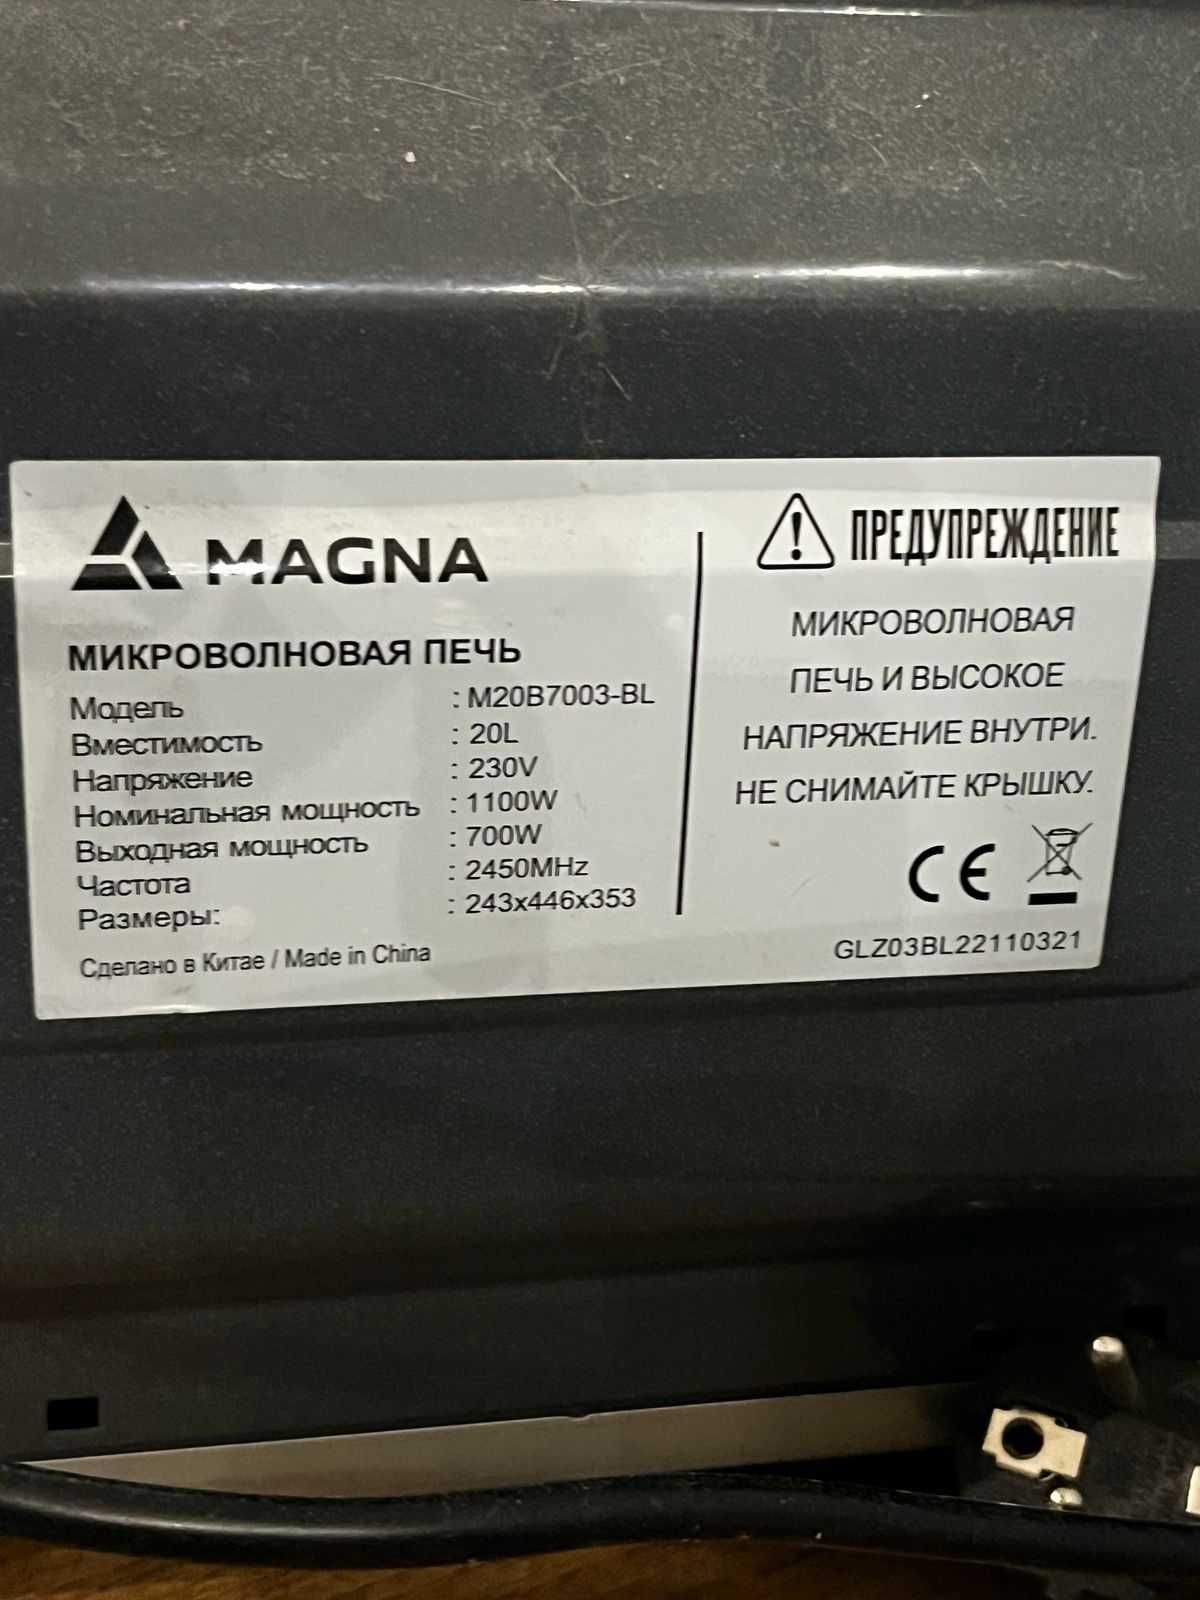 MAGNA
МИКРОВОЛНОВАЯ ПЕЧЬ
Модель : M20B7003-BL
Вместимость : 20L
Напряжение : 230V
Номинальная мощность : 1100W
Выходная мощность : 700W
Частота : 2450MHz
Размеры: : 243x446x353
Сделано в Китае / Made in China
ПРЕДУПРЕЖДЕНИЕ
МИКРОВОЛНОВАЯ
ПЕЧЬ И ВЫСОКОЕ
НАПРЯЖЕНИЕ ВНУТРИ.
НЕ СНИМАЙТЕ КРЫШКУ.
CE
GLZ03BL22110321